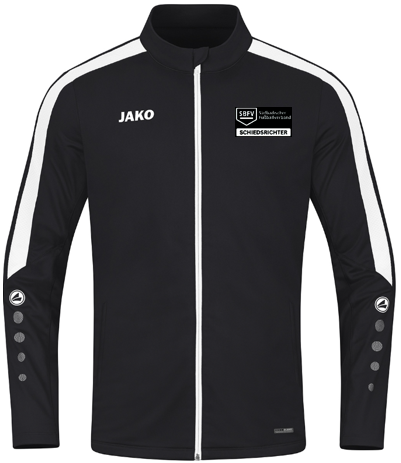 JAKO
SBFV
Südbadischer
Fußballverband
SCHIEDSRICHTER